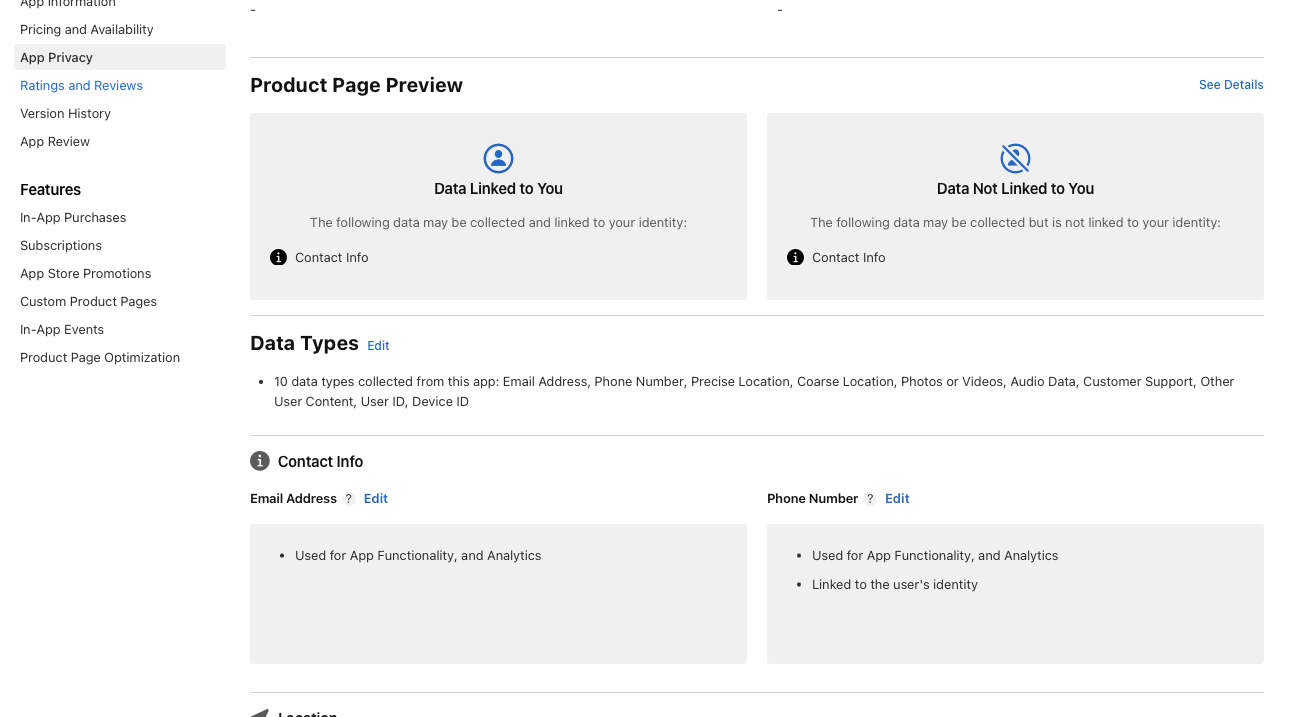 App Information
Pricing and Availability
App Privacy
Ratings and Reviews
Version History
App Review
Features
In-App Purchases
Subscriptions
App Store Promotions
Custom Product Pages
In-App Events
Product Page Optimization
-
-
Product Page Preview
See Details
Data Linked to You
The following data may be collected and linked to your identity:
Contact Info
Data Not Linked to You
The following data may be collected but is not linked to your identity:
Contact Info
Data Types Edit
• 10 data types collected from this app: Email Address, Phone Number, Precise Location, Coarse Location, Photos or Videos, Audio Data, Customer Support, Other
User Content, User ID, Device ID
Contact Info
Email Address ? Edit
• Used for App Functionality, and Analytics
Phone Number ? Edit
• Used for App Functionality, and Analytics
• Linked to the user's identity
Location